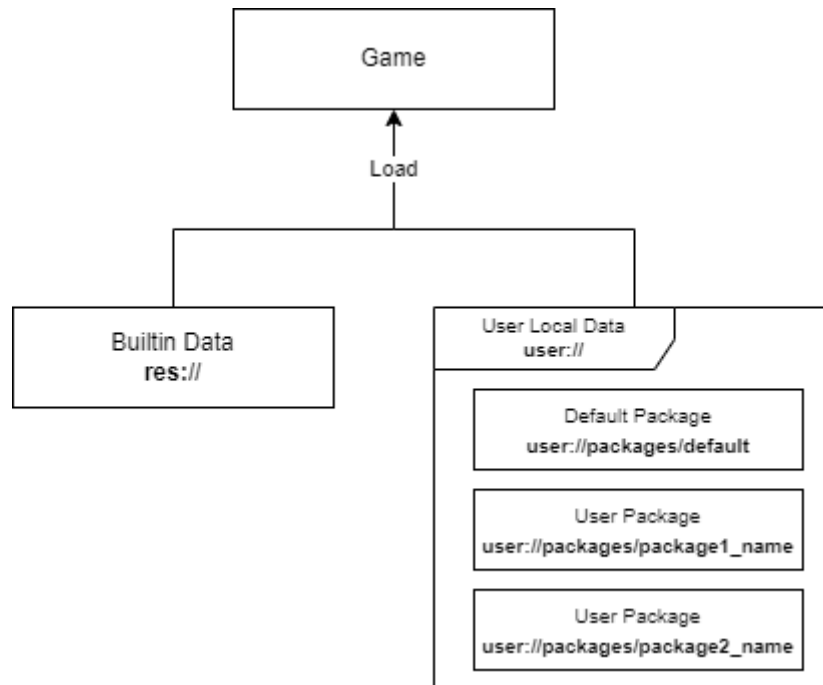 Game
Load
Builtin Data
res://
User Local Data
user://
Default Package
user://packages/default
User Package
user://packages/package1_name
User Package
user://packages/package2_name